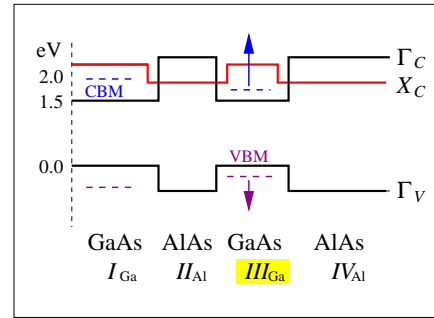 eV
Γ_C
2.0
CBM
X_C
1.5
0.0
VBM
Γ_V
GaAs AlAs GaAs AlAs
I_Ga II_Al III_Ga IV_Al